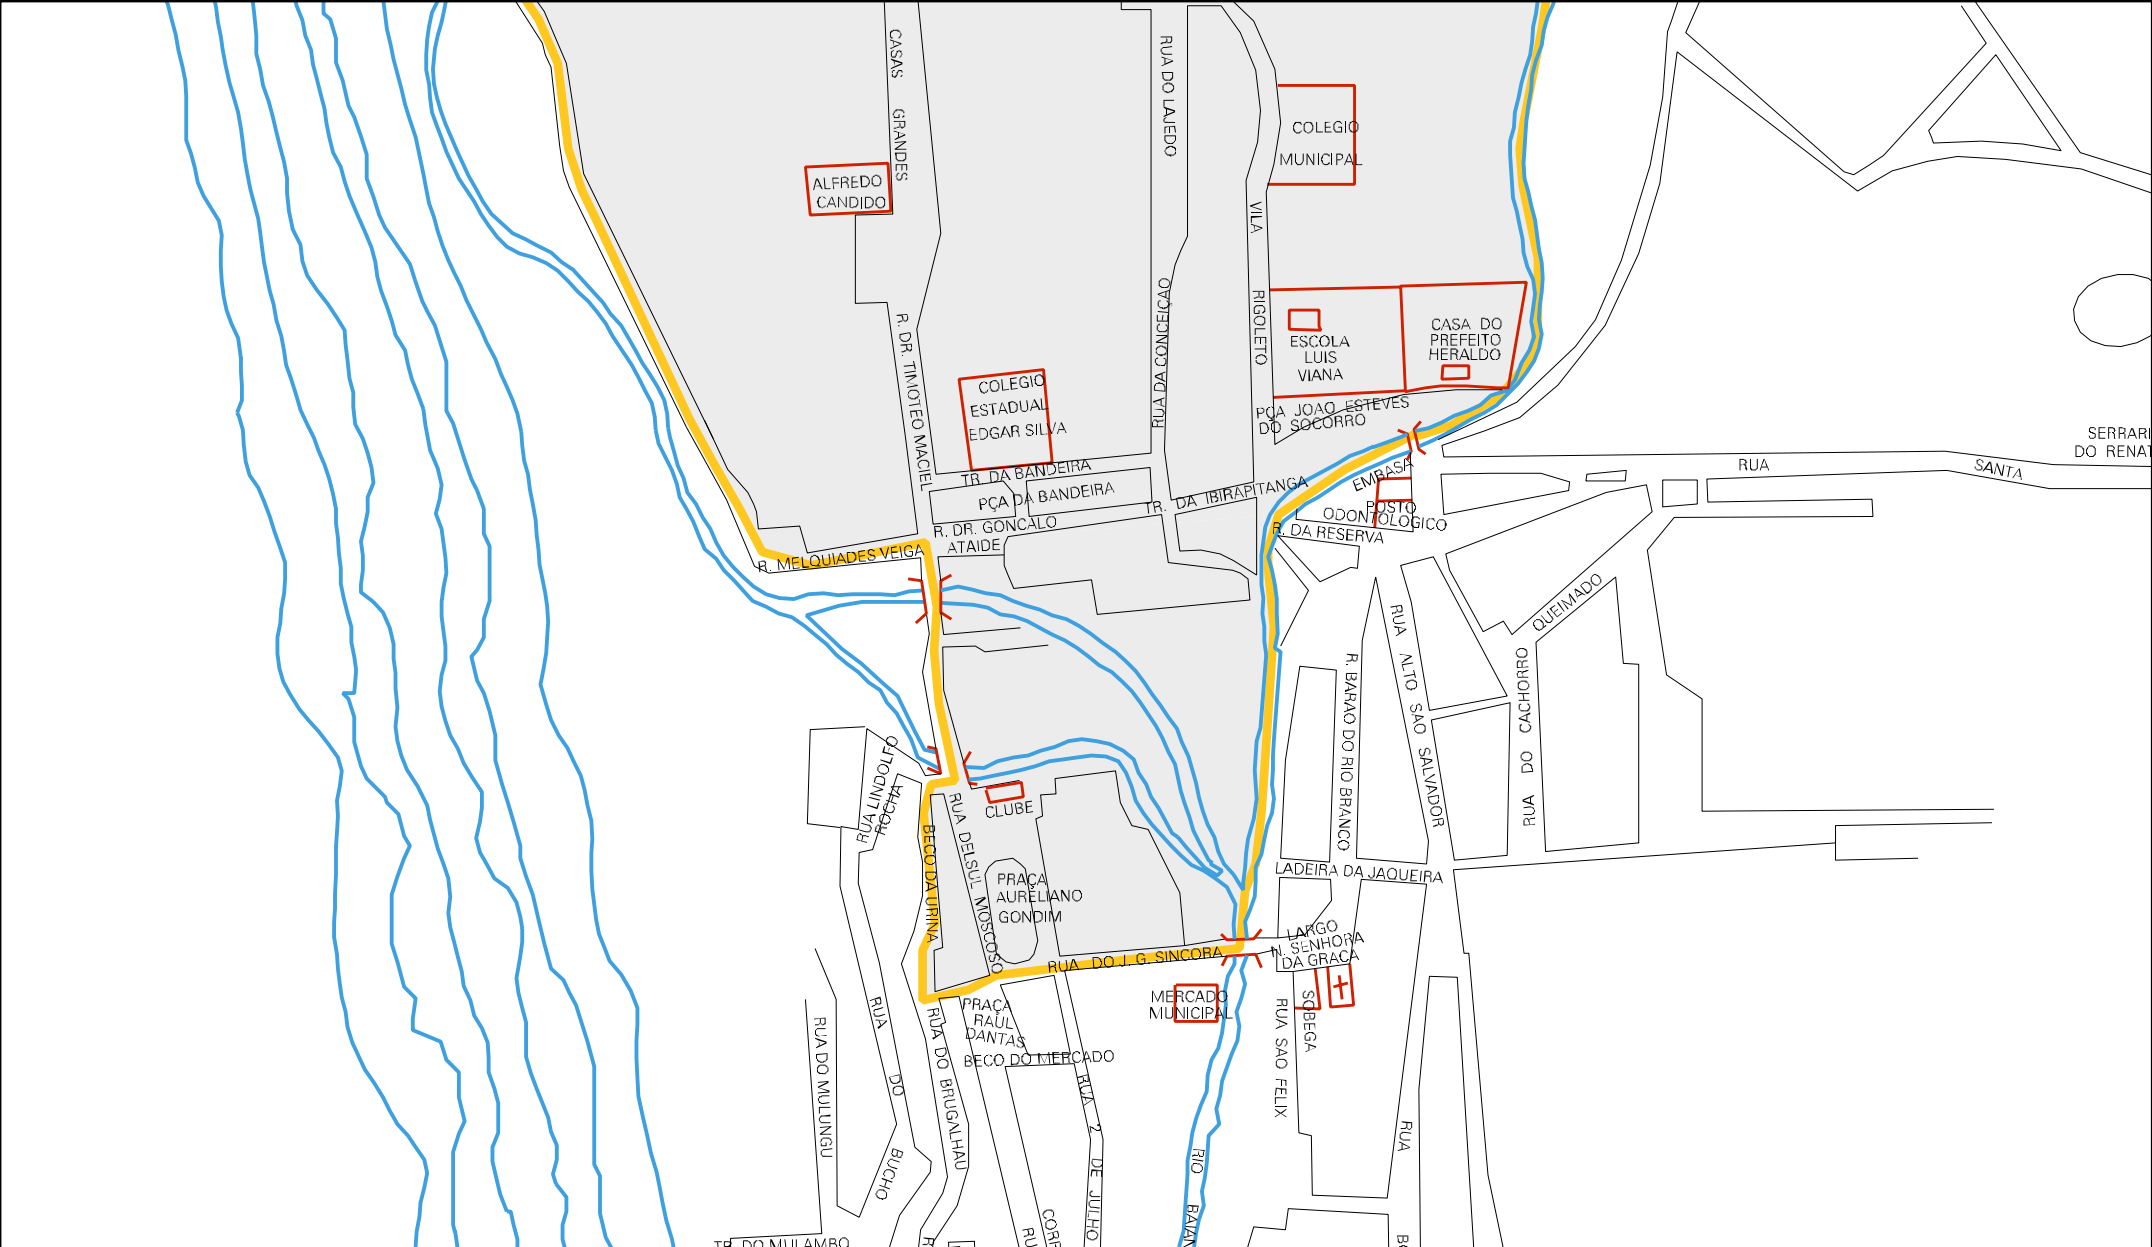 CASAS GRANDES
RUA DO LAJEDO
COLEGIO
MUNICIPAL
ALFREDO
CANDIDO
VILA RIGOLETO
R. DR. TIMOTEO MACIEL
RUA DA CONCEIÇÃO
ESCOLA
LUIS
VIANA
CASA DO
PREFEITO
HERALDO
COLEGIO
ESTADUAL
EDGAR SILVA
PÇA JOAO ESTEVES
DO SOCORRO
SERRARI
DO RENAT
RUA SANTA
TR. DA BANDEIRA
PÇA DA BANDEIRA
TR. DA IBIRAPITANGA
EMBASA
POSTO
ODONTOLOGICO
R. DA RESERVA
R. DR. GONCALO
ATAIDE
R. MELQUIADES VEIGA
QUEIMADO
RUA ALTO SAO SALVADOR
R. BARAO DO RIO BRANCO
RUA DO CACHORRO
RUA LINDOLFO
ROCHA
BECO DA URINA
RUA DELSUL MOSCOSO
CLUBE
PRAÇA
AURELIANO
GONDIM
LADEIRA DA JAQUEIRA
LARGO
N. SENHORA
DA GRACA
RUA DO J. G. SINCORA
MERCADO
MUNICIPAL
SOBEGA
RUA SAO FELIX
PRAÇA
RAUL
DANTAS
BECO DO MERCADO
RUA DO MULUNGU
RUA DO BUCHO
RUA DO BRUGALHAU
RUA 2 DE JULHO
RIO BAIAN
RUA
CORR
RU
R
BO
TR. DO MULAMBO